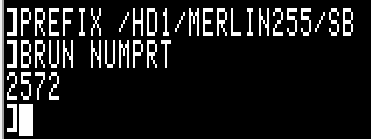 ]PREFIX /HD1/MERLIN255/SB
]BRUN NUMPRT
2572
]